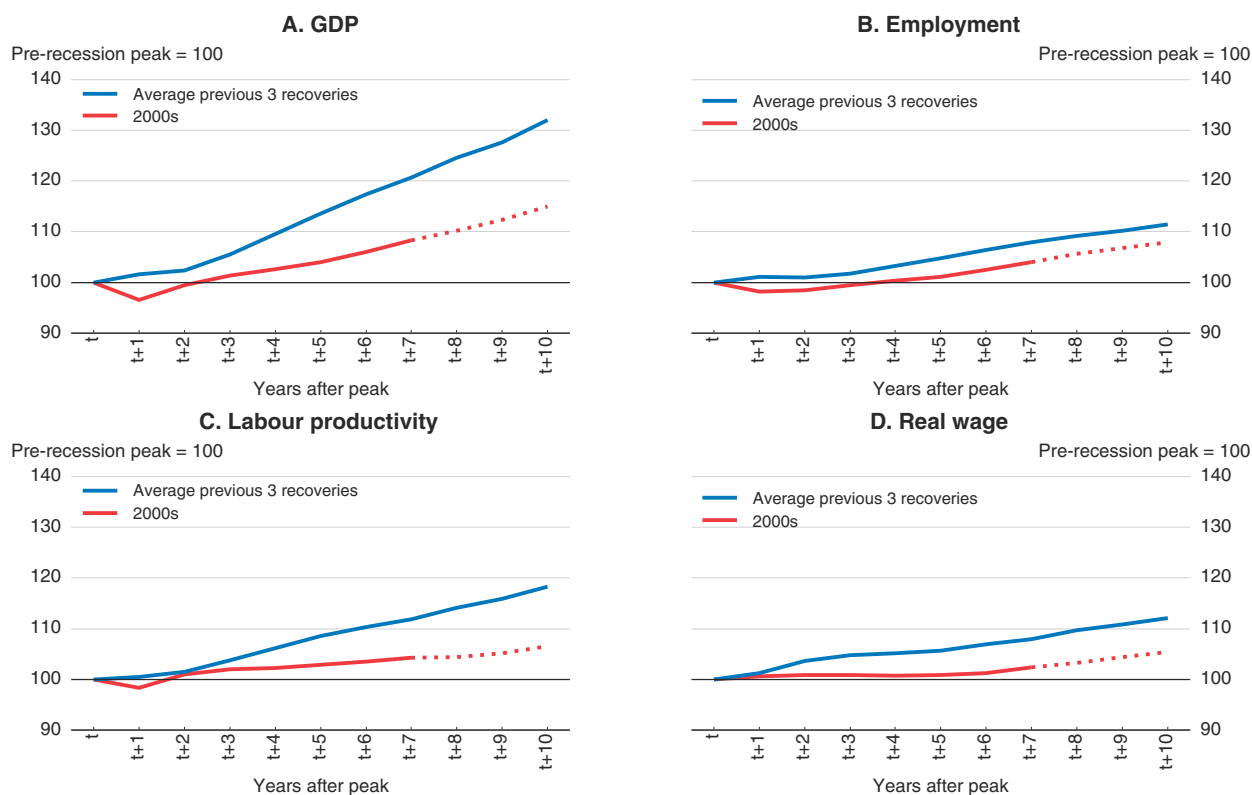 A. GDP
Pre-recession peak = 100
140
130
120
110
100
90
Average previous 3 recoveries
2000s
t
t+1
t+2
t+3
t+4
t+5
t+6
t+7
t+8
t+9
t+10
Years after peak
B. Employment
Pre-recession peak = 100
140
130
120
110
100
90
Average previous 3 recoveries
2000s
t
t+1
t+2
t+3
t+4
t+5
t+6
t+7
t+8
t+9
t+10
Years after peak
C. Labour productivity
Pre-recession peak = 100
140
130
120
110
100
90
Average previous 3 recoveries
2000s
t
t+1
t+2
t+3
t+4
t+5
t+6
t+7
t+8
t+9
t+10
Years after peak
D. Real wage
Pre-recession peak = 100
140
130
120
110
100
90
Average previous 3 recoveries
2000s
t
t+1
t+2
t+3
t+4
t+5
t+6
t+7
t+8
t+9
t+10
Years after peak